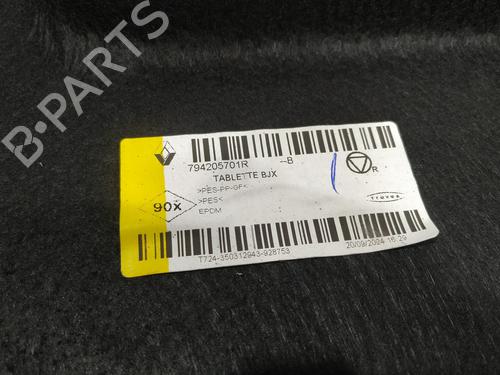 794205701R --B
TABLETTE BJX
>PES-PP-GF<
>PES<
EPDM
90X
R
T724-350312943-928753
20/09/2024 16:29
B-PARTS